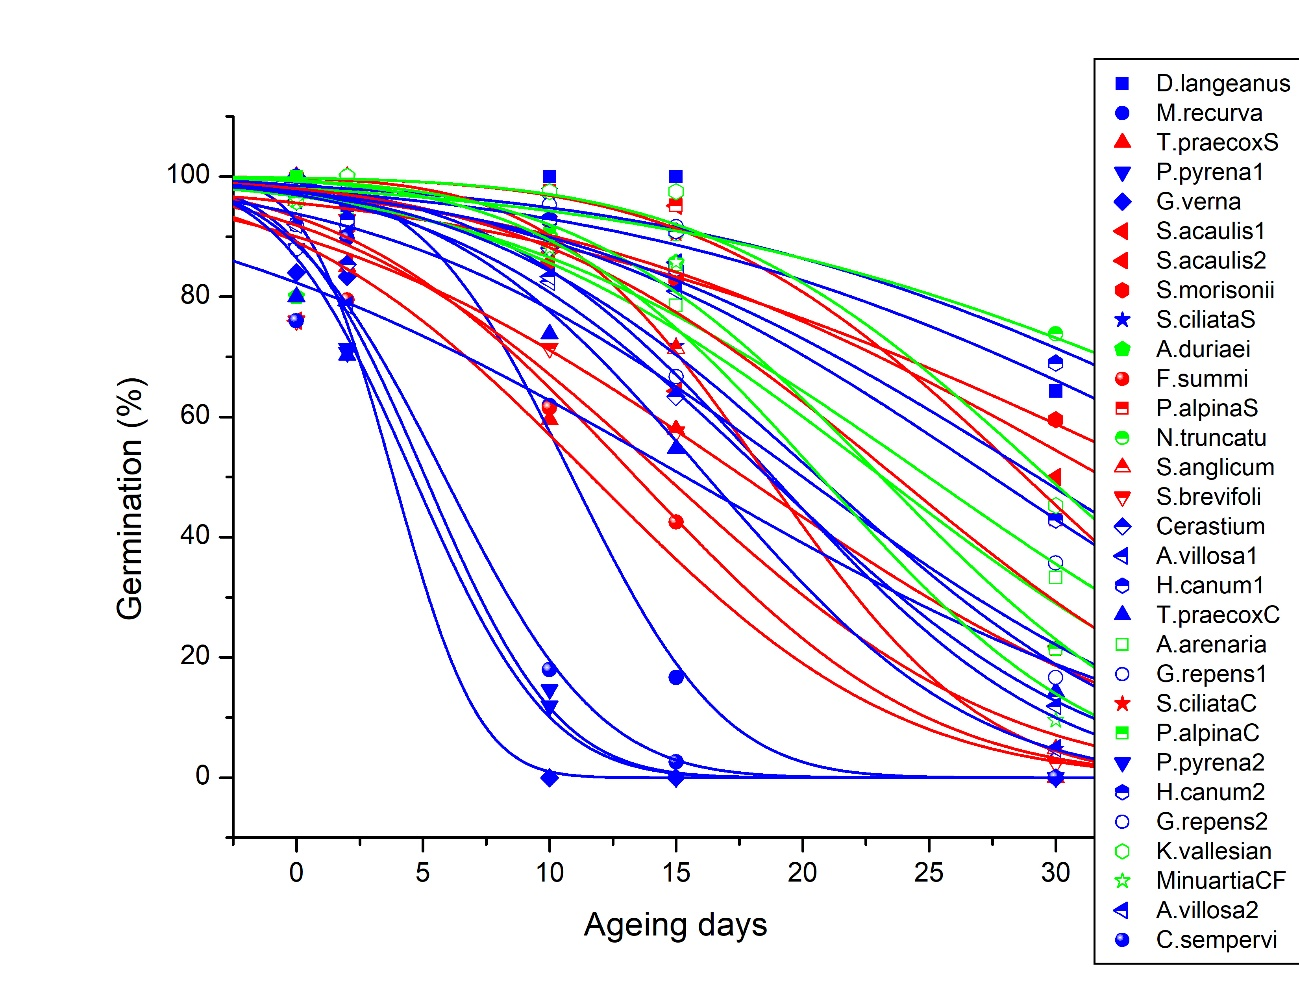 100
80
60
40
20
0
Germination (%)
0 5 10 15 20 25 30
Ageing days
D.langeanus
M.recurva
T.praecoxS
P.pyrena1
G.verna
S.acaulis1
S.acaulis2
S.morisonii
S.ciliataS
A.duriaei
F.summi
P.alpinaS
N.truncatu
S.anglicum
S.brevifoli
Cerastium
A.villosa1
H.canum1
T.praecoxC
A.arenaria
G.repens1
S.ciliataC
P.alpinaC
P.pyrena2
H.canum2
G.repens2
K.vallesian
MinuartiaCF
A.villosa2
C.sempervi